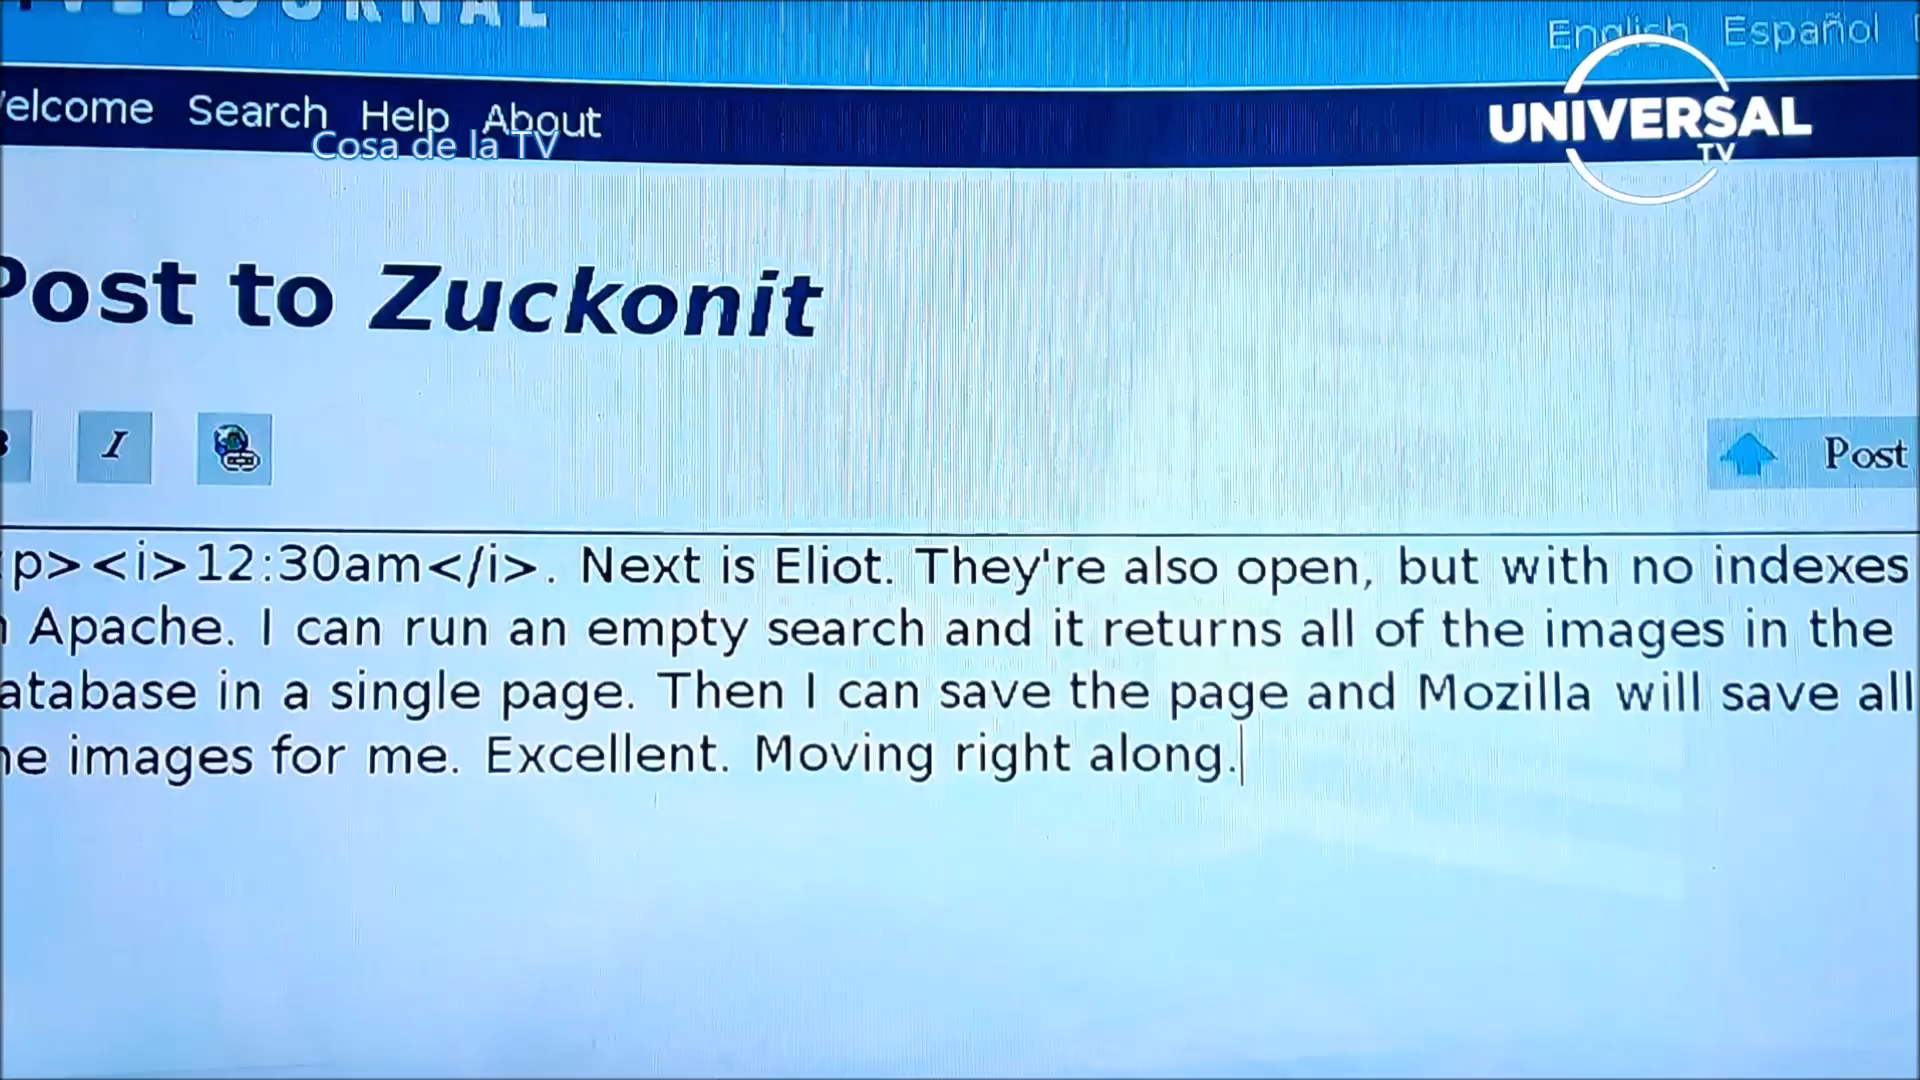 English Español
elcome Search Help About
Cosa de la TV
UNIVERSAL
TV
Post to Zuckonit
I
Post
p><i>12:30am</i>. Next is Eliot. They're also open, but with no indexes
Apache. I can run an empty search and it returns all of the images in the
atabase in a single page. Then I can save the page and Mozilla will save all
he images for me. Excellent. Moving right along.